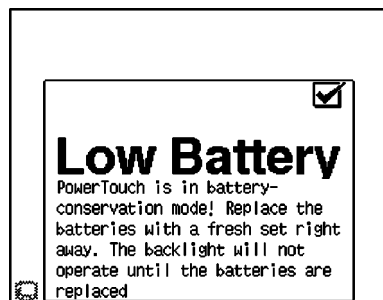 Low Battery
PowerTouch is in battery-
conservation mode! Replace the
batteries with a fresh set right
away. The backlight will not
operate until the batteries are
replaced